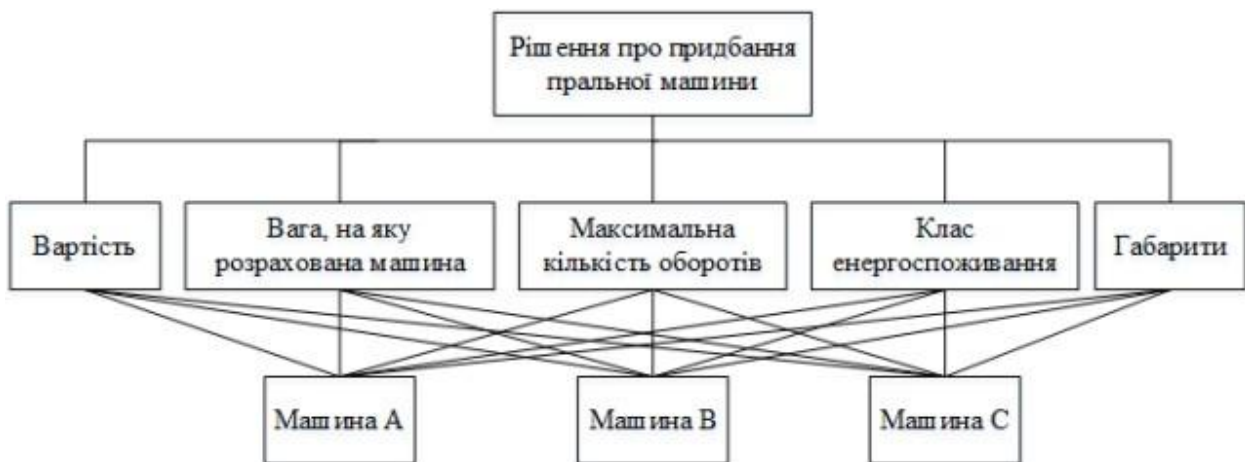 Рішення про придбання
пральної машини
Вартість
Вага, на яку
розрахована машина
Максимальна
кількість оборотів
Клас
енергоспоживання
Габарити
Машина А
Машина В
Машина С